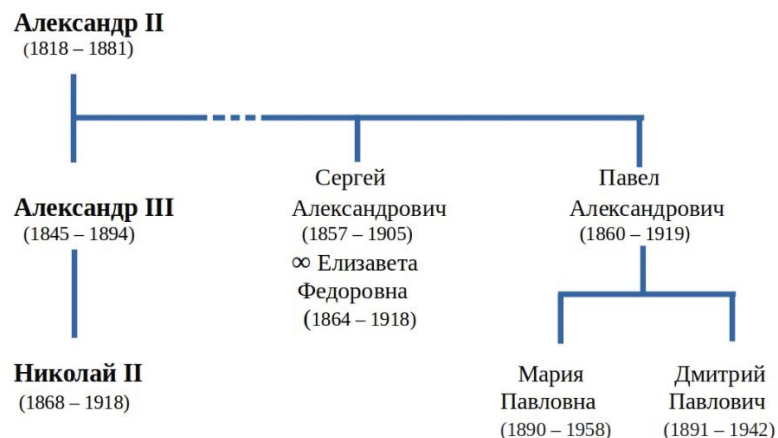 Александр II
(1818 – 1881)
Александр III
(1845 – 1894)
Николай II
(1868 – 1918)
Сергей
Александрович
(1857 – 1905)
∞ Елизавета
Федоровна
(1864 – 1918)
Павел
Александрович
(1860 – 1919)
Мария
Павловна
(1890 – 1958)
Дмитрий
Павлович
(1891 – 1942)